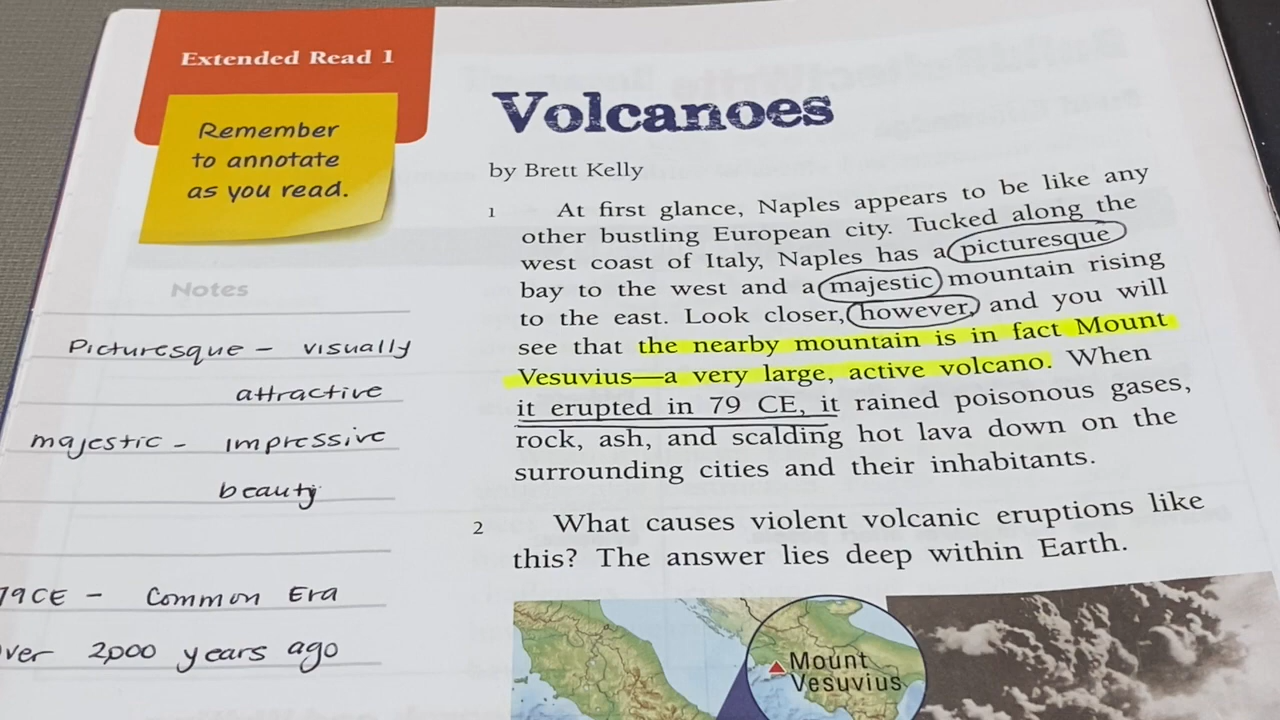 Extended Read 1
Remember
to annotate
as you read.
Volcanoes
by Brett Kelly
1 At first glance, Naples appears to be like any
other bustling European city. Tucked along the
west coast of Italy, Naples has a picturesque
bay to the west and a majestic mountain rising
to the east. Look closer, however, and you will
see that the nearby mountain is in fact Mount
Vesuvius—a very large, active volcano. When
it erupted in 79 CE, it rained poisonous gases,
rock, ash, and scalding hot lava down on the
surrounding cities and their inhabitants.
2 What causes violent volcanic eruptions like
this? The answer lies deep within Earth.
Notes
Picturesque - visually
attractive
majestic - impressive
beauty
79CE - Common Era
2000 years ago
Mount
Vesuvius